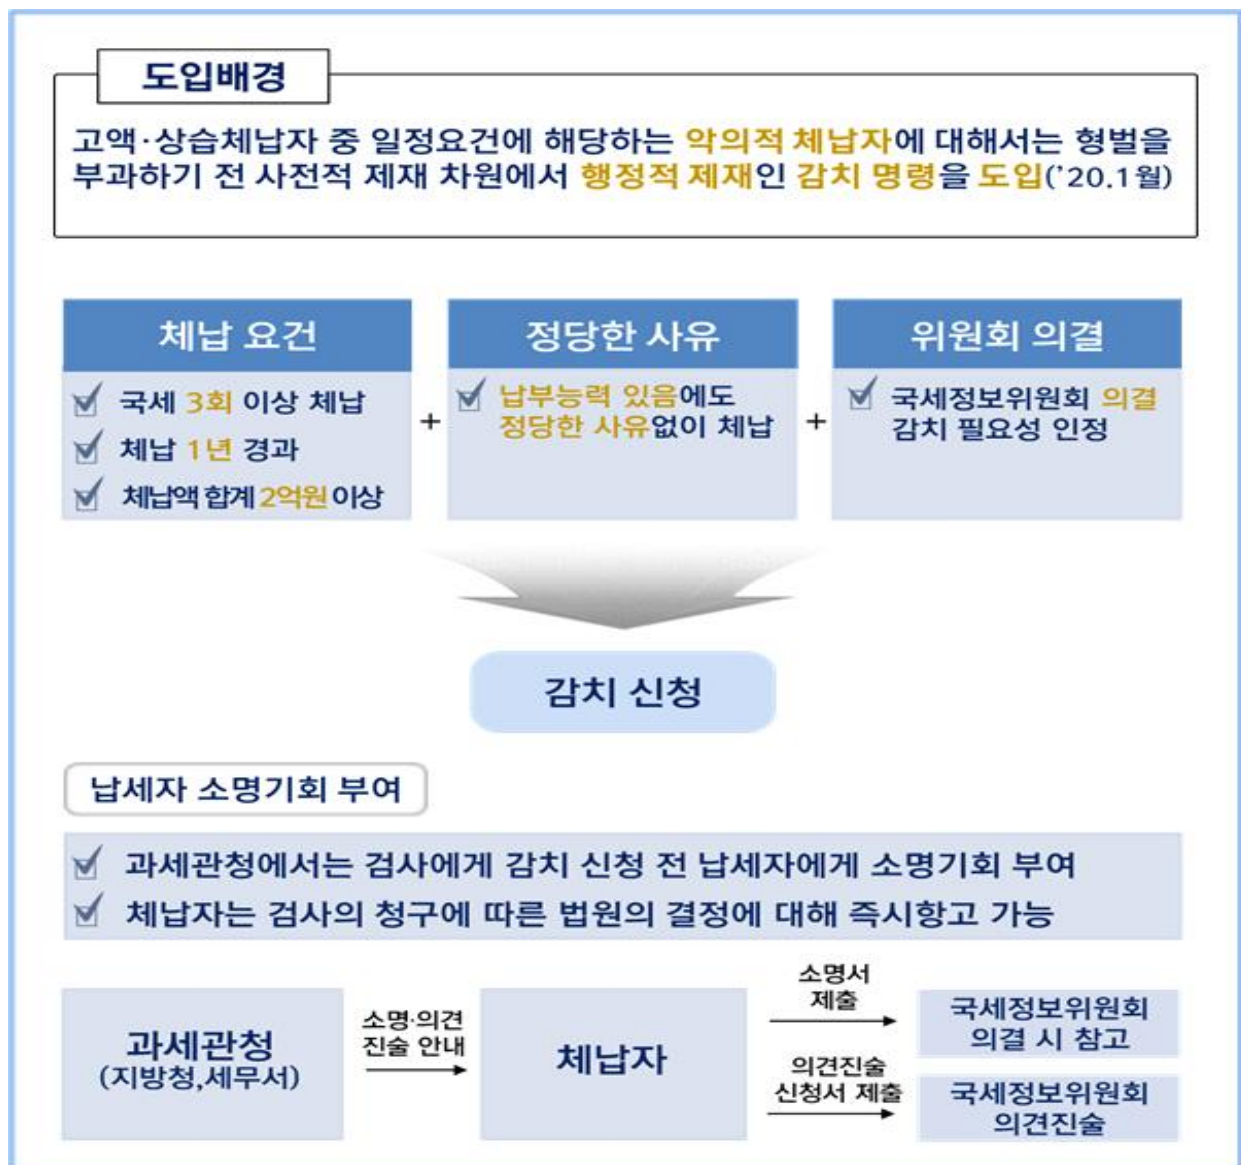 도입배경
고액·상습체납자 중 일정요건에 해당하는 악의적 체납자에 대해서는 형벌을
부과하기 전 사전적 제재 차원에서 행정적 제재인 감치 명령을 도입('20.1월)
체납 요건
국세 3회 이상 체납
체납 1년 경과
체납액 합계 2억원 이상
+
정당한 사유
납부능력 있음에도
정당한 사유없이 체납
+
위원회 의결
국세정보위원회 의결
감치 필요성 인정
감치 신청
납세자 소명기회 부여
과세관청에서는 검사에게 감치 신청 전 납세자에게 소명기회 부여
체납자는 검사의 청구에 따른 법원의 결정에 대해 즉시항고 가능
과세관청
(지방청,세무서)
소명·의견
진술 안내
체납자
소명서
제출
국세정보위원회
의결 시 참고
의견진술
신청서 제출
국세정보위원회
의견진술